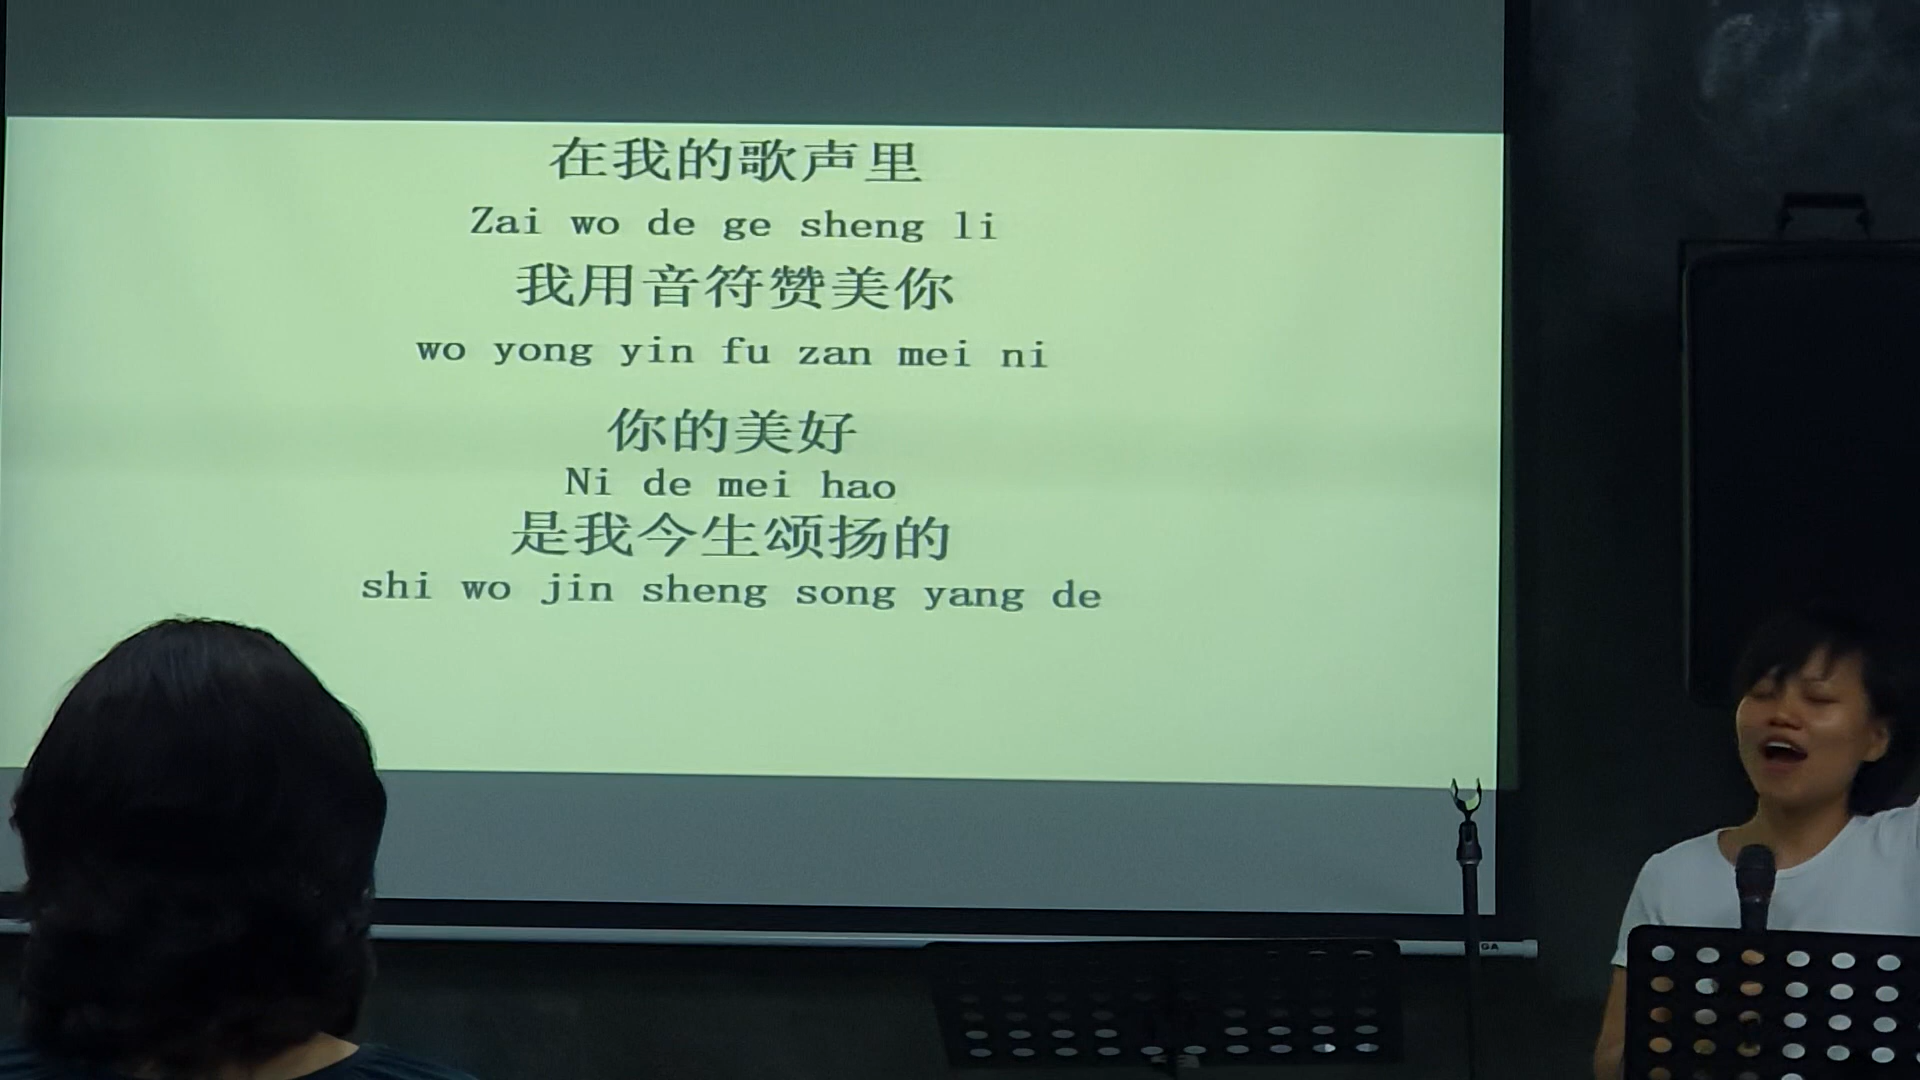 在我的歌声里
Zai wo de ge sheng li
我用音符赞美你
wo yong yin fu zan mei ni
你的美好
Ni de mei hao
是我今生颂扬的
shi wo jin sheng song yang de